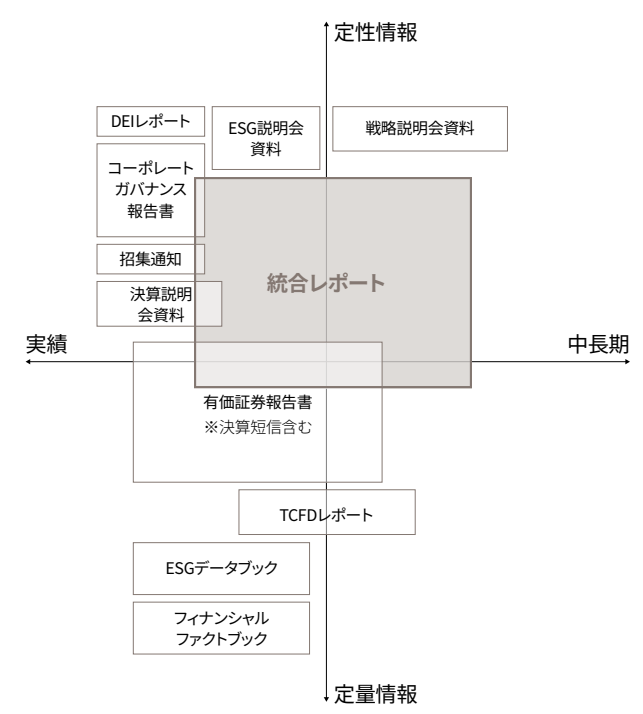 定性情報
DEIレポート
ESG説明会
資料
戦略説明会資料
コーポレート
ガバナンス
報告書
招集通知
決算説明
会資料
統合レポート
実績
中長期
有価証券報告書
※決算短信含む
TCFDレポート
ESGデータブック
フィナンシャル
ファクトブック
定量情報